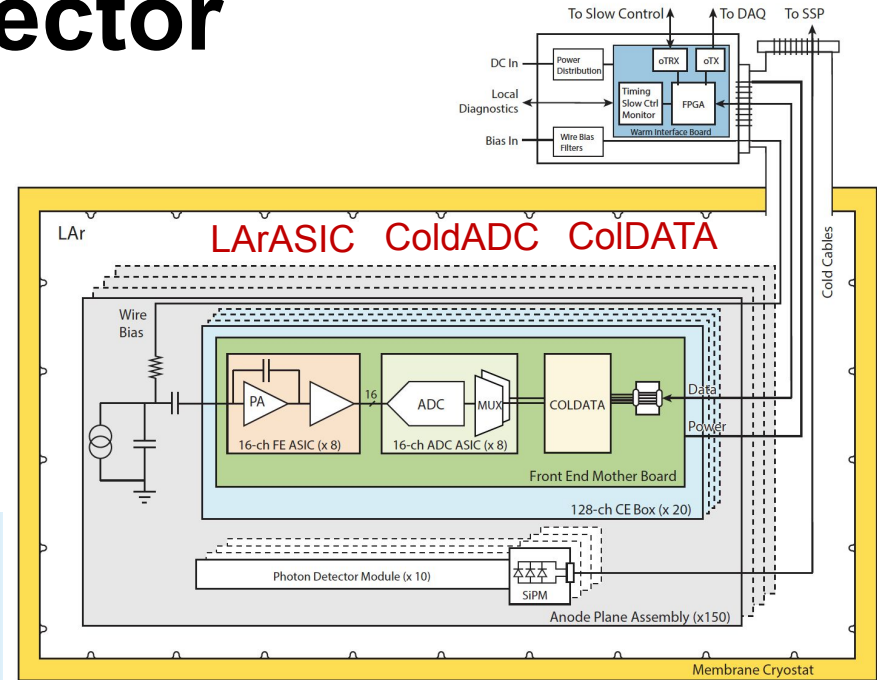 ector
To Slow Control
To DAQ
To SSP
DC In
Power
Distribution
oTRX
oTX
Local
Diagnostics
Timing
Slow Ctrl
Monitor
FPGA
Warm Interface Board
Bias In
Wire Bias
Filters
LAr
LArASIC
ColdADC
ColDATA
Cold Cables
Wire
Bias
PA
16
ADC
MUX
COLDATA
Data
Power
16-ch FE ASIC (x 8)
16-ch ADC ASIC (x 8)
Front End Mother Board
128-ch CE Box (x 20)
Photon Detector Module (x 10)
SiPM
Anode Plane Assembly (x150)
Membrane Cryostat